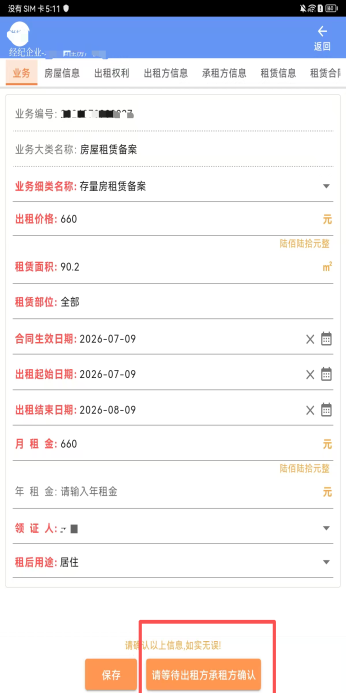 没有 SIM 卡 5:11
经纪企业
返回
业务 房屋信息 出租权利 出租方信息 承租方信息 租赁信息 租赁合同
业务编号:
业务大类名称: 房屋租赁备案
业务细类名称: 存量房租赁备案
出租价格: 660 元
陆佰陆拾元整
租赁面积: 90.2 ㎡
租赁部位: 全部
合同生效日期: 2026-07-09
出租起始日期: 2026-07-09
出租结束日期: 2026-08-09
月 租 金: 660 元
陆佰陆拾元整
年 租 金: 请输入年租金 元
领 证 人:
租后用途: 居住
请确认以上信息,如实无误!
保存 请等待出租方承租方确认